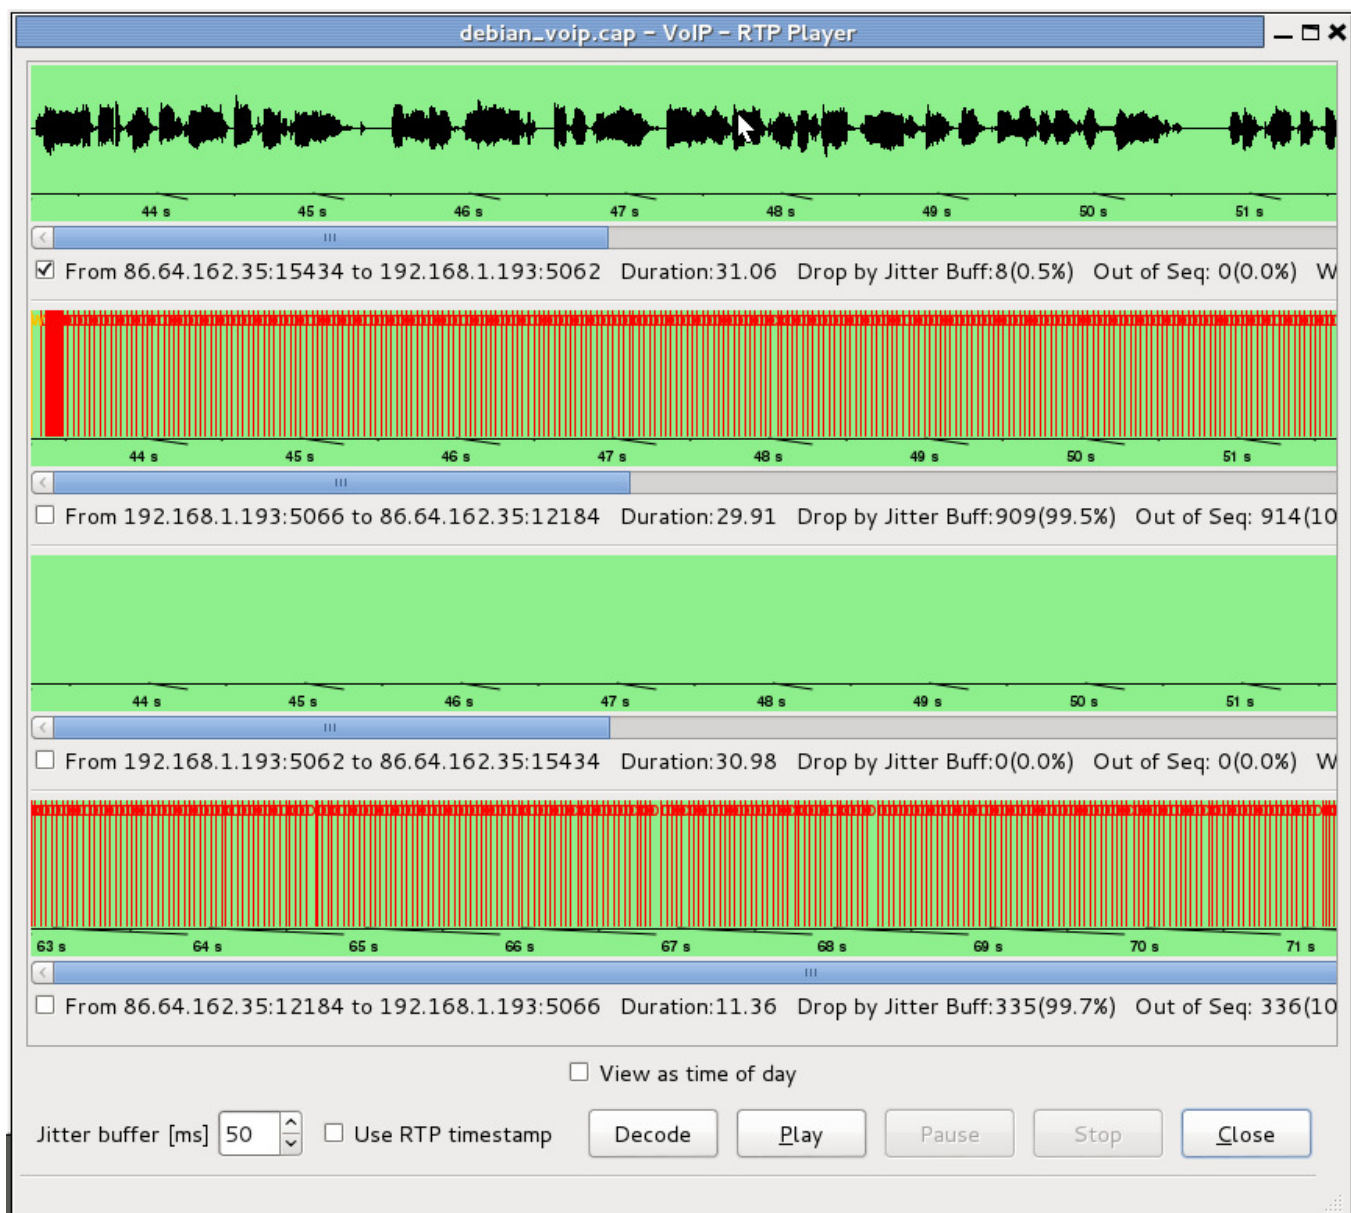 debian_voip.cap - VoIP - RTP Player
44 s 45 s 46 s 47 s 48 s 49 s 50 s 51 s
From 86.64.162.35:15434 to 192.168.1.193:5062 Duration:31.06 Drop by Jitter Buff:8(0.5%) Out of Seq: 0(0.0%) W
44 s 45 s 46 s 47 s 48 s 49 s 50 s 51 s
From 192.168.1.193:5066 to 86.64.162.35:12184 Duration:29.91 Drop by Jitter Buff:909(99.5%) Out of Seq: 914(10
44 s 45 s 46 s 47 s 48 s 49 s 50 s 51 s
From 192.168.1.193:5062 to 86.64.162.35:15434 Duration:30.98 Drop by Jitter Buff:0(0.0%) Out of Seq: 0(0.0%) W
63 s 64 s 65 s 66 s 67 s 68 s 69 s 70 s 71 s
From 86.64.162.35:12184 to 192.168.1.193:5066 Duration:11.36 Drop by Jitter Buff:335(99.7%) Out of Seq: 336(10
View as time of day
Jitter buffer [ms] 50 Use RTP timestamp Decode Play Pause Stop Close